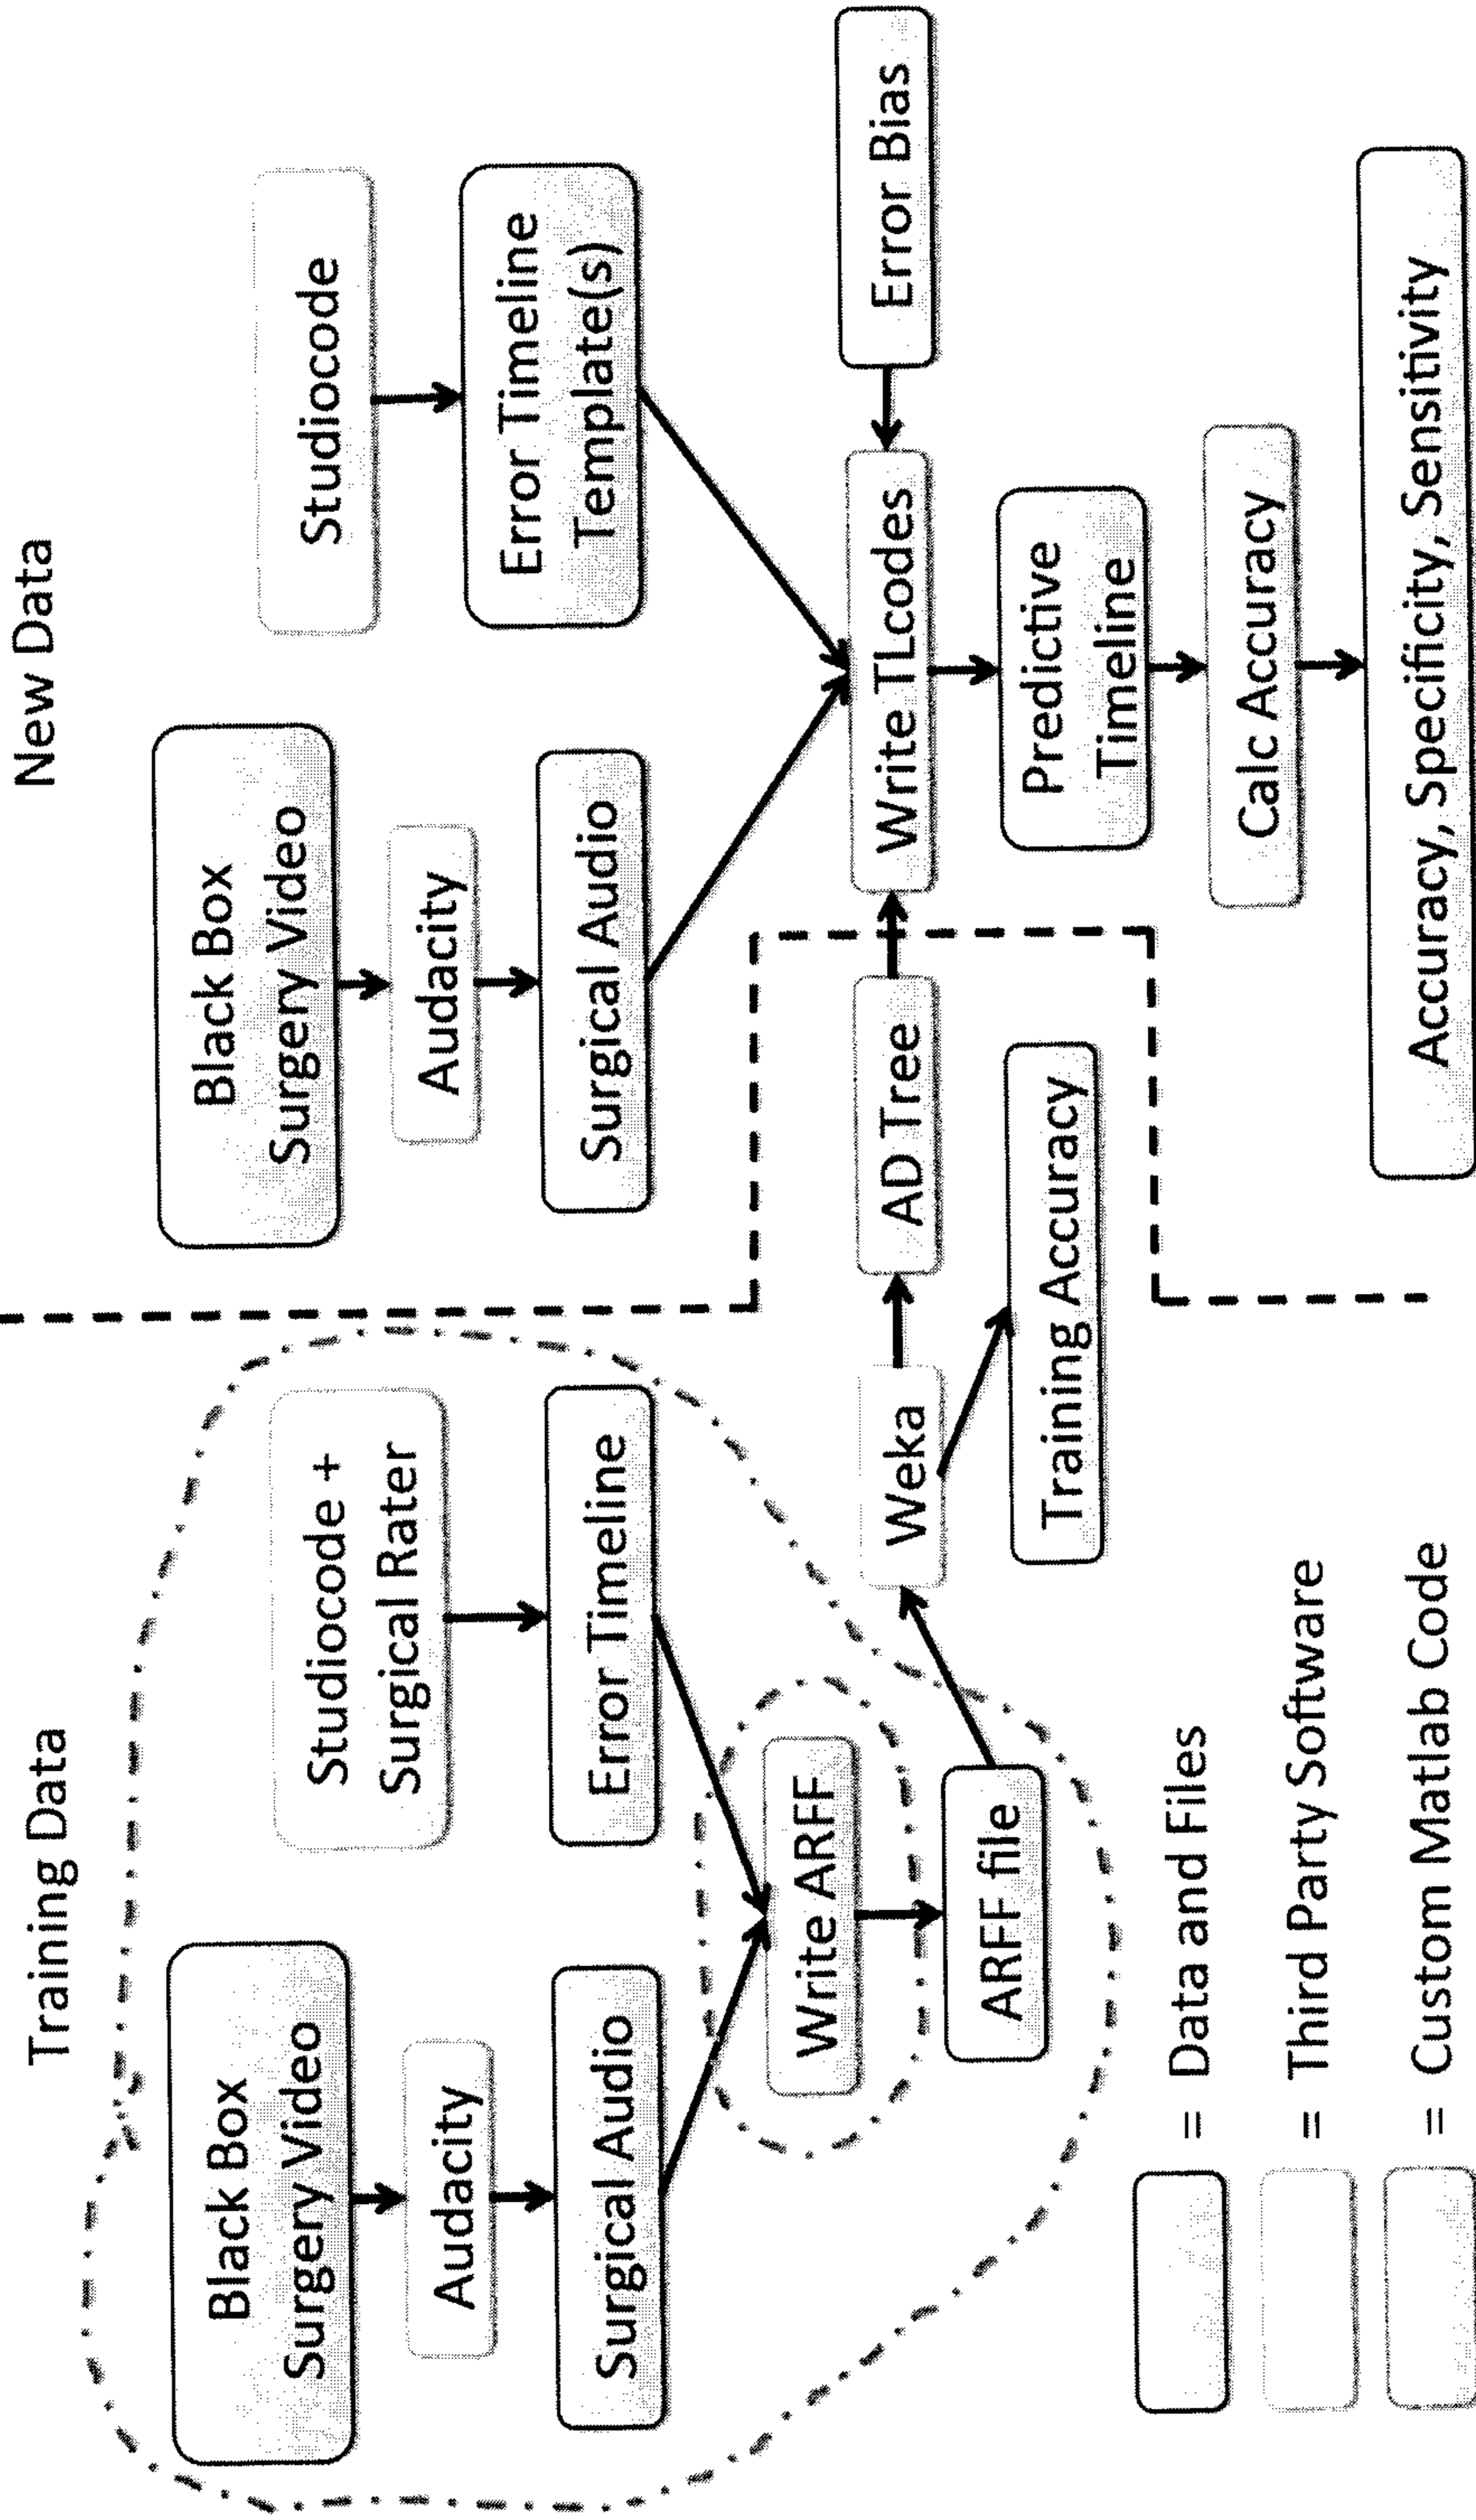 Training Data
Black Box
Surgery Video
Audacity
Surgical Audio
Studiocode +
Surgical Rater
Error Timeline
Write ARFF
ARFF file
Weka
AD Tree
Training Accuracy
New Data
Black Box
Surgery Video
Audacity
Surgical Audio
Studiocode
Error Timeline
Template(s)
Write TLcodes
Error Bias
Predictive
Timeline
Calc Accuracy
Accuracy, Specificity, Sensitivity
= Data and Files
= Third Party Software
= Custom Matlab Code